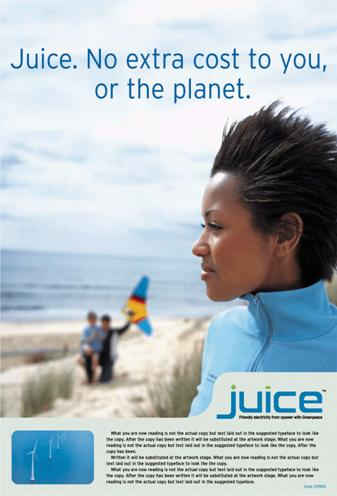 Juice. No extra cost to you,
or the planet.
juice™
Friendly electricity from npower with Greenpeace
What you are now reading is not the actual copy but text laid out in the suggested typeface to look like
the copy. After the copy has been written it will be substituted at the artwork stage. What you are now
reading is not the actual copy but text laid out in the suggested typeface to look like the copy. After the
copy has been.
Written it will be substituted at the artwork stage. What you are now reading is not the actual copy but
text laid out in the suggested typeface to look like the copy.
What you are now reading is not the actual copy but text laid out in the suggested typeface to look like
the copy. After the copy has been written it will be substituted at the artwork stage. What you are now
reading is not the actual copy but text laid out in the suggested typeface.